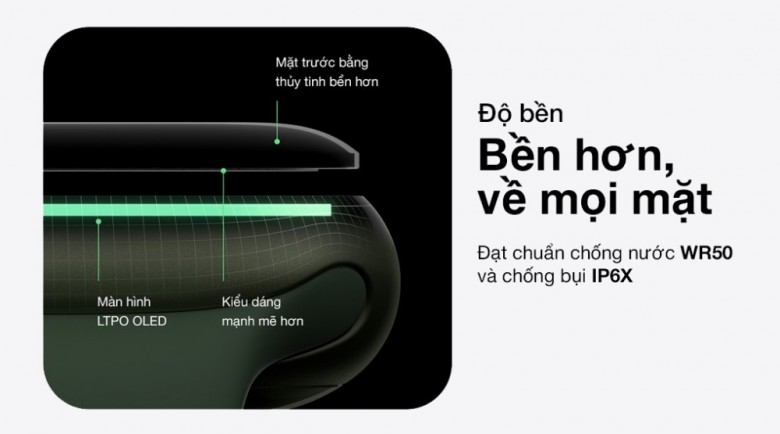 Mặt trước bằng
thủy tinh bền hơn
Màn hình
LTPO OLED
Kiểu dáng
mạnh mẽ hơn
Độ bền
Bền hơn,
về mọi mặt
Đạt chuẩn chống nước WR50
và chống bụi IP6X